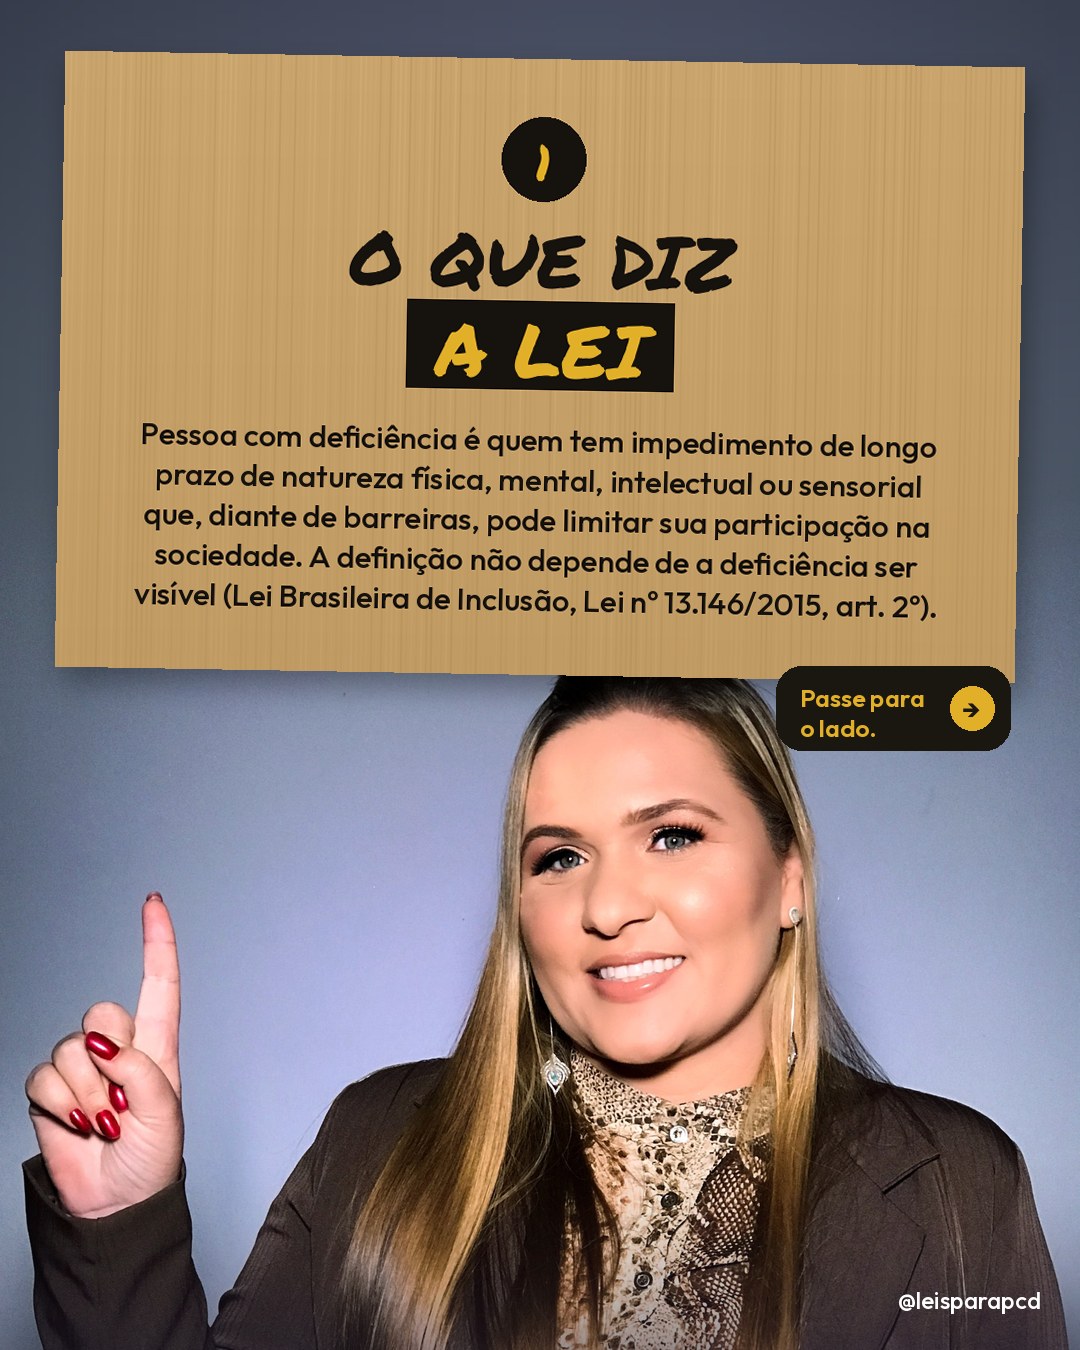 1
O QUE DIZ
A LEI
Pessoa com deficiência é quem tem impedimento de longo
prazo de natureza física, mental, intelectual ou sensorial
que, diante de barreiras, pode limitar sua participação na
sociedade. A definição não depende de a deficiência ser
visível (Lei Brasileira de Inclusão, Lei nº 13.146/2015, art. 2º).
Passe para
o lado.
@leisparapcd